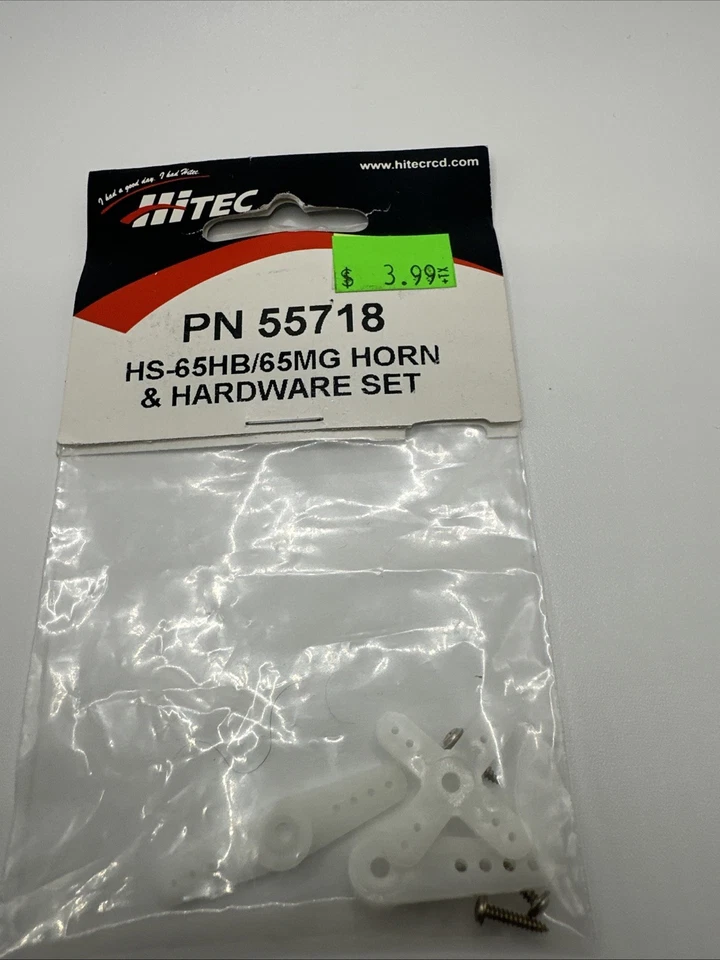 I had a good day. I had Hitec.
HiTEC
www.hitecrcd.com
$ 3.99
PN 55718
HS-65HB/65MG HORN
& HARDWARE SET